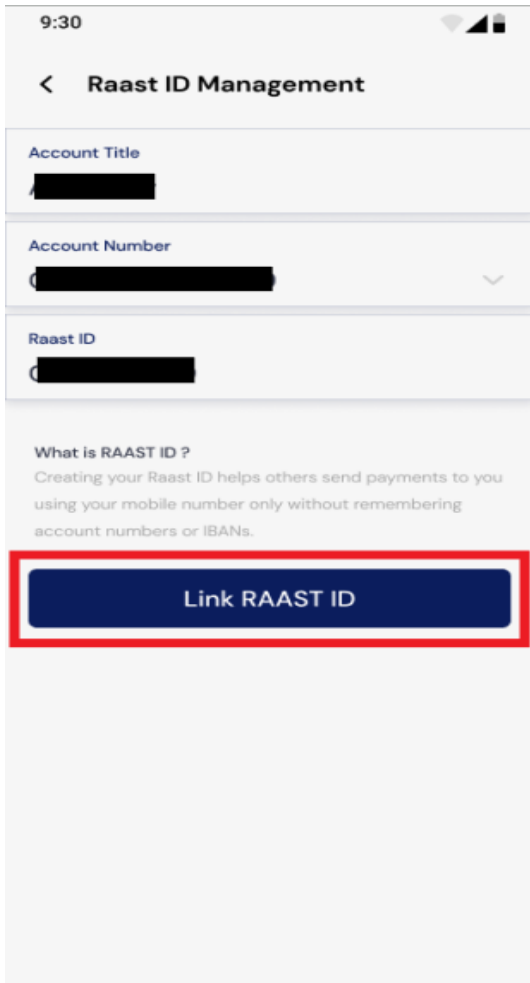 9:30
Raast ID Management
Account Title
Account Number
Raast ID
What is RAAST ID ?
Creating your Raast ID helps others send payments to you
using your mobile number only without remembering
account numbers or IBANs.
Link RAAST ID